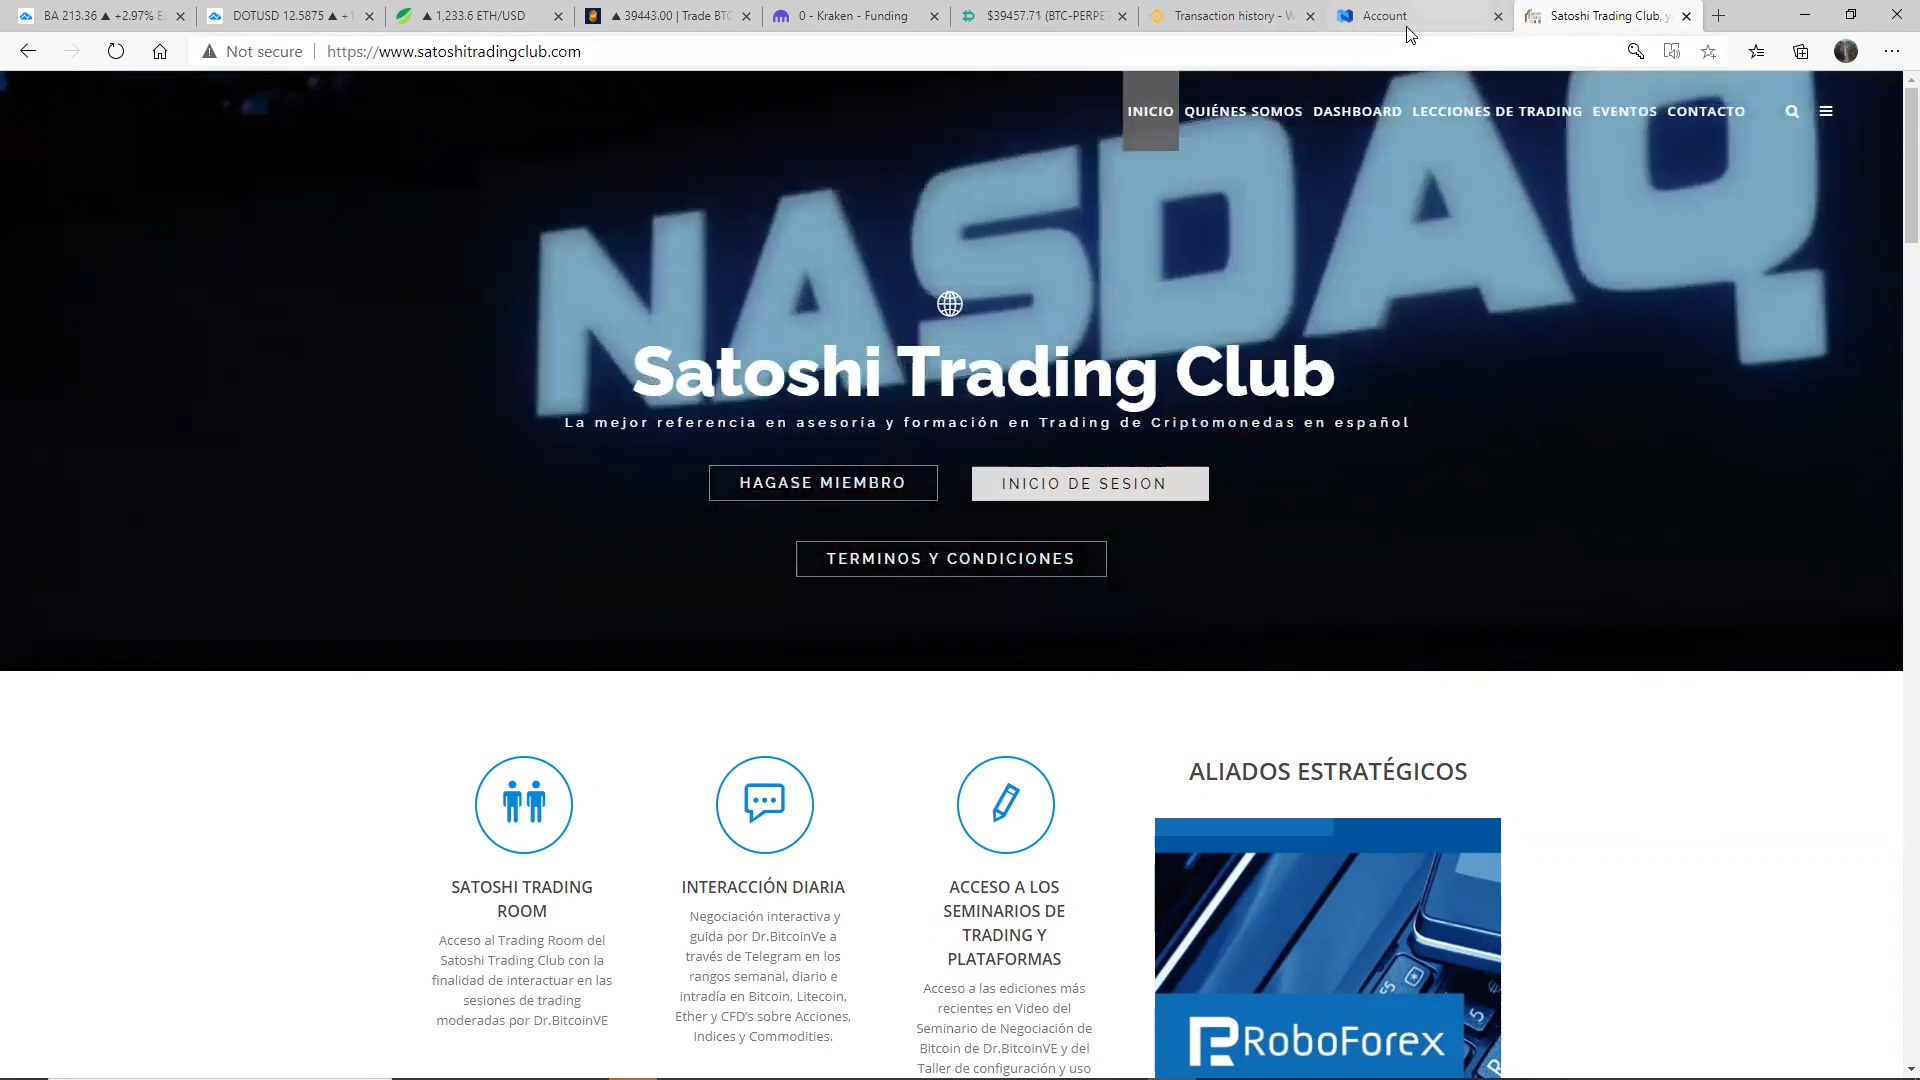 BA 213.36 ▲ +2.97%
DOTUSD 12.5875 ▲ +1
▲ 1,233.6 ETH/USD
▲ 39443.00 | Trade BTC
0 - Kraken - Funding
$39457.71 (BTC-PERPE
Transaction history - W
Account
Satoshi Trading Club, y
Not secure
https://www.satoshitradingclub.com
INICIO QUIÉNES SOMOS DASHBOARD LECCIONES DE TRADING EVENTOS CONTACTO
NASDAQ
Satoshi Trading Club
La mejor referencia en asesoría y formación en Trading de Criptomonedas en español
HAGASE MIEMBRO
INICIO DE SESION
TERMINOS Y CONDICIONES
SATOSHI TRADING
ROOM
Acceso al Trading Room del
Satoshi Trading Club con la
finalidad de interactuar en las
sesiones de trading
moderadas por Dr.BitcoinVE
INTERACCIÓN DIARIA
Negociación interactiva y
guida por Dr.BitcoinVe a
través de Telegram en los
rangos semanal, diario e
intradía en Bitcoin, Litecoin,
Ether y CFD's sobre Acciones,
Indices y Commodities.
ACCESO A LOS
SEMINARIOS DE
TRADING Y
PLATAFORMAS
Acceso a las ediciones más
recientes en Video del
Seminario de Negociación de
Bitcoin de Dr.BitcoinVE y del
Taller de configuración y uso
ALIADOS ESTRATÉGICOS
RoboForex